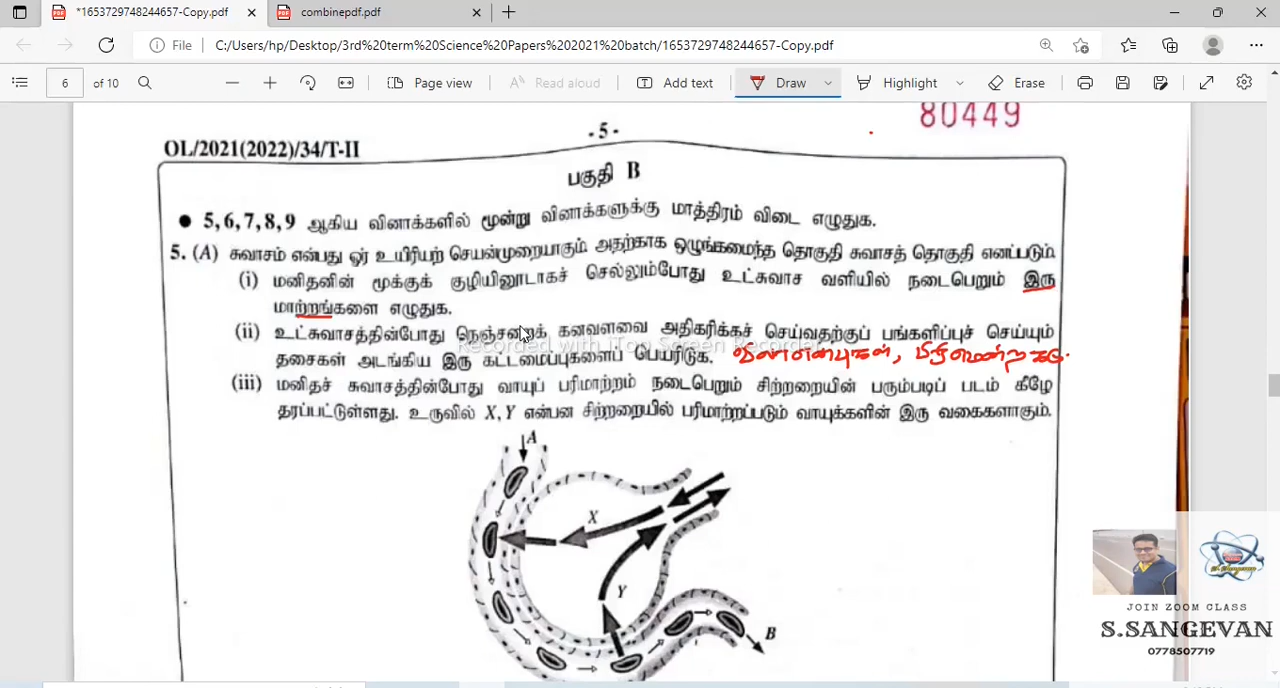 *1653729748244657-Copy.pdf
combinepdf.pdf
File C:/Users/hp/Desktop/3rd%20term%20Science%20Papers%202021%20batch/1653729748244657-Copy.pdf
6 of 10
Page view
Read aloud
Add text
Draw
Highlight
Erase
80449
- 5 -
OL/2021(2022)/34/T-II
பகுதி B
● 5,6,7,8,9 ஆகிய வினாக்களில் மூன்று வினாக்களுக்கு மாத்திரம் விடை எழுதுக.
5. (A) சுவாசம் என்பது ஓர் உயிரியற் செயன்முறையாகும் அதற்காக ஒழுங்கமைந்த தொகுதி சுவாசத் தொகுதி எனப்படும்.
(i) மனிதனின் மூக்குக் குழியினூடாகச் செல்லும்போது உட்சுவாச வளியில் நடைபெறும் இரு
மாற்றங்களை எழுதுக.
(ii) உட்சுவாசத்தின்போது நெஞ்சறைக் கனவளவை அதிகரிக்கச் செய்வதற்குப் பங்களிப்புச் செய்யும்
தசைகள் அடங்கிய இரு கட்டமைப்புகளைப் பெயரிடுக.
Recorded with iTop Screen Recorder
(iii) மனிதச் சுவாசத்தின்போது வாயுப் பரிமாற்றம் நடைபெறும் சிற்றறையின் பரும்படிப் படம் கீழே
தரப்பட்டுள்ளது. உருவில் X, Y என்பன சிற்றறையில் பரிமாற்றப்படும் வாயுக்களின் இரு வகைகளாகும்.
A
X
Y
B
JOIN ZOOM CLASS
S.SANGEVAN
0778507719